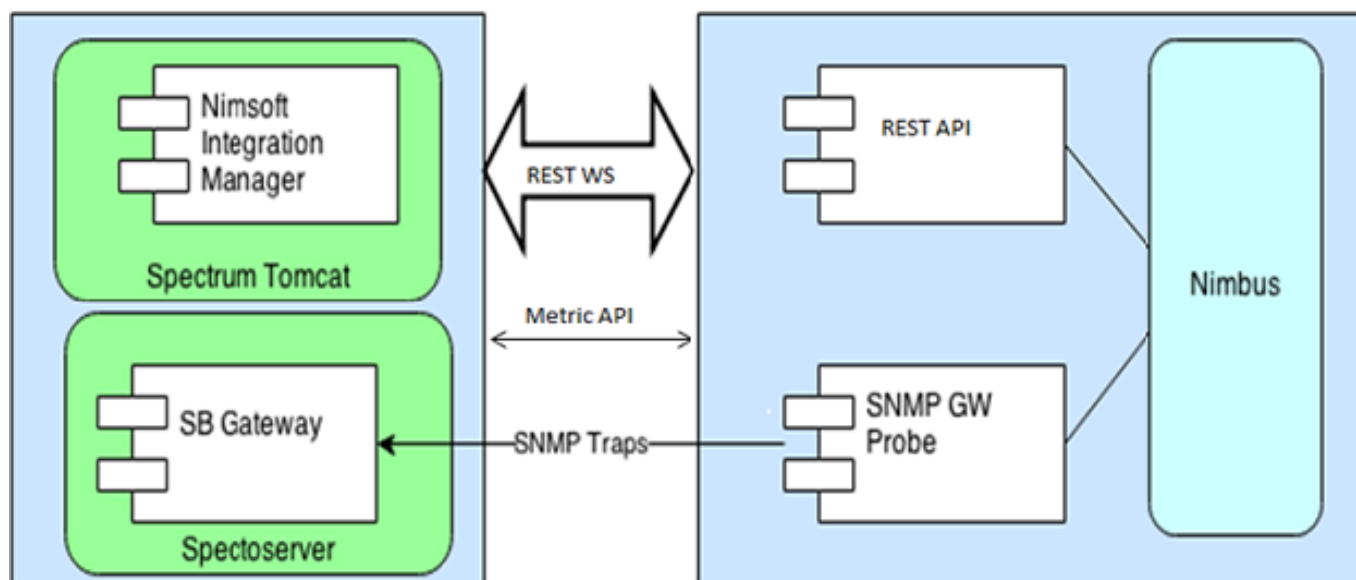 Nimsoft
Integration
Manager
Spectrum Tomcat
REST WS
REST API
Nimbus
Metric API
SB Gateway
Spectoserver
SNMP Traps
SNMP GW
Probe